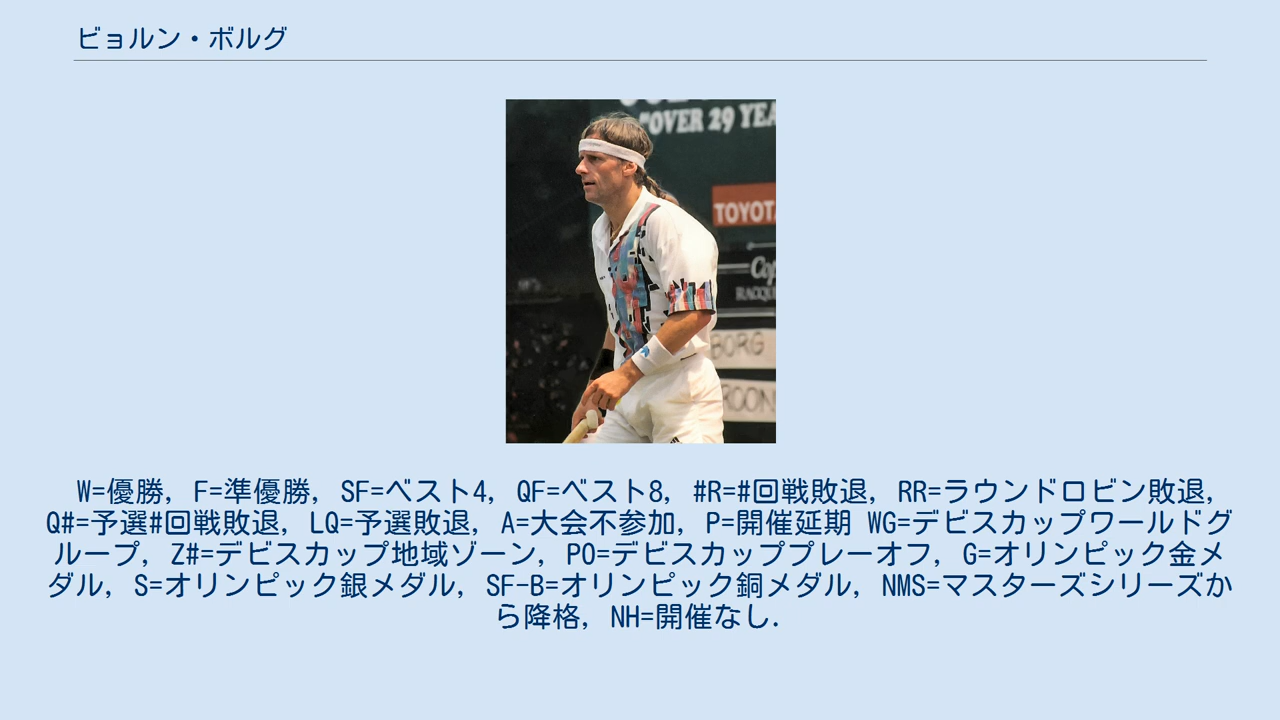 ビョルン・ボルグ
"OVER 29 YEA
TOYOT
Cop
RACQU
BORG
ROON
W=優勝, F=準優勝, SF=ベスト4, QF=ベスト8, #R=#回戦敗退, RR=ラウンドロビン敗退,
Q#=予選#回戦敗退, LQ=予選敗退, A=大会不参加, P=開催延期 WG=デビスカップワールドグ
ループ, Z#=デビスカップ地域ゾーン, PO=デビスカッププレーオフ, G=オリンピック金メ
ダル, S=オリンピック銀メダル, SF-B=オリンピック銅メダル, NMS=マスターズシリーズか
ら降格, NH=開催なし.